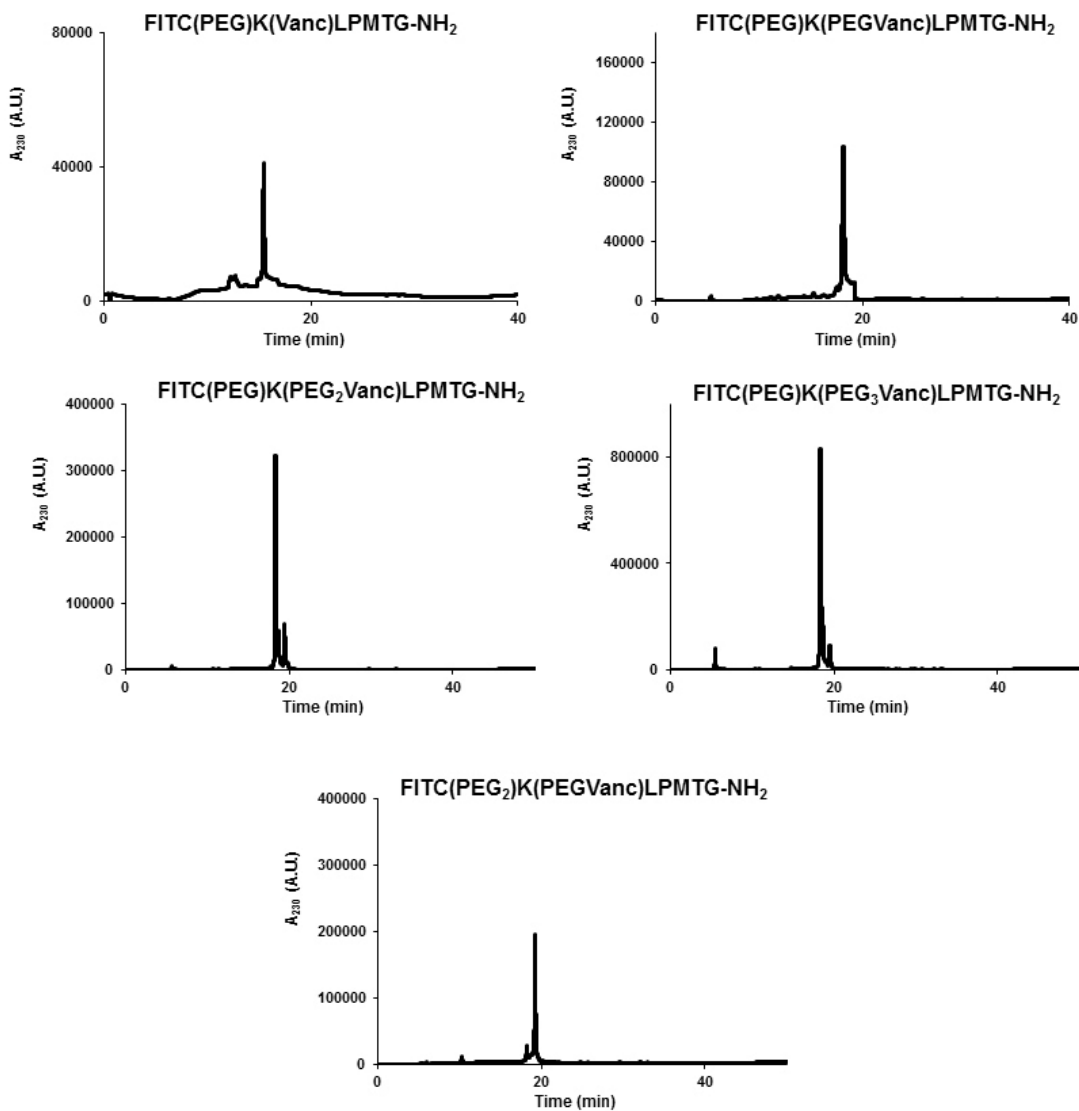 FITC(PEG)K(Vanc)LPMTG-NH₂
80000
40000
0
A₂₃₀ (A.U.)
0 20 40
Time (min)
FITC(PEG)K(PEGVanc)LPMTG-NH₂
160000
120000
80000
40000
0
A₂₃₀ (A.U.)
0 20 40
Time (min)
FITC(PEG)K(PEG₂Vanc)LPMTG-NH₂
400000
300000
200000
100000
0
A₂₃₀ (A.U.)
0 20 40
Time (min)
FITC(PEG)K(PEG₃Vanc)LPMTG-NH₂
800000
400000
0
A₂₃₀ (A.U.)
0 20 40
Time (min)
FITC(PEG₂)K(PEGVanc)LPMTG-NH₂
400000
300000
200000
100000
0
A₂₃₀ (A.U.)
0 20 40
Time (min)